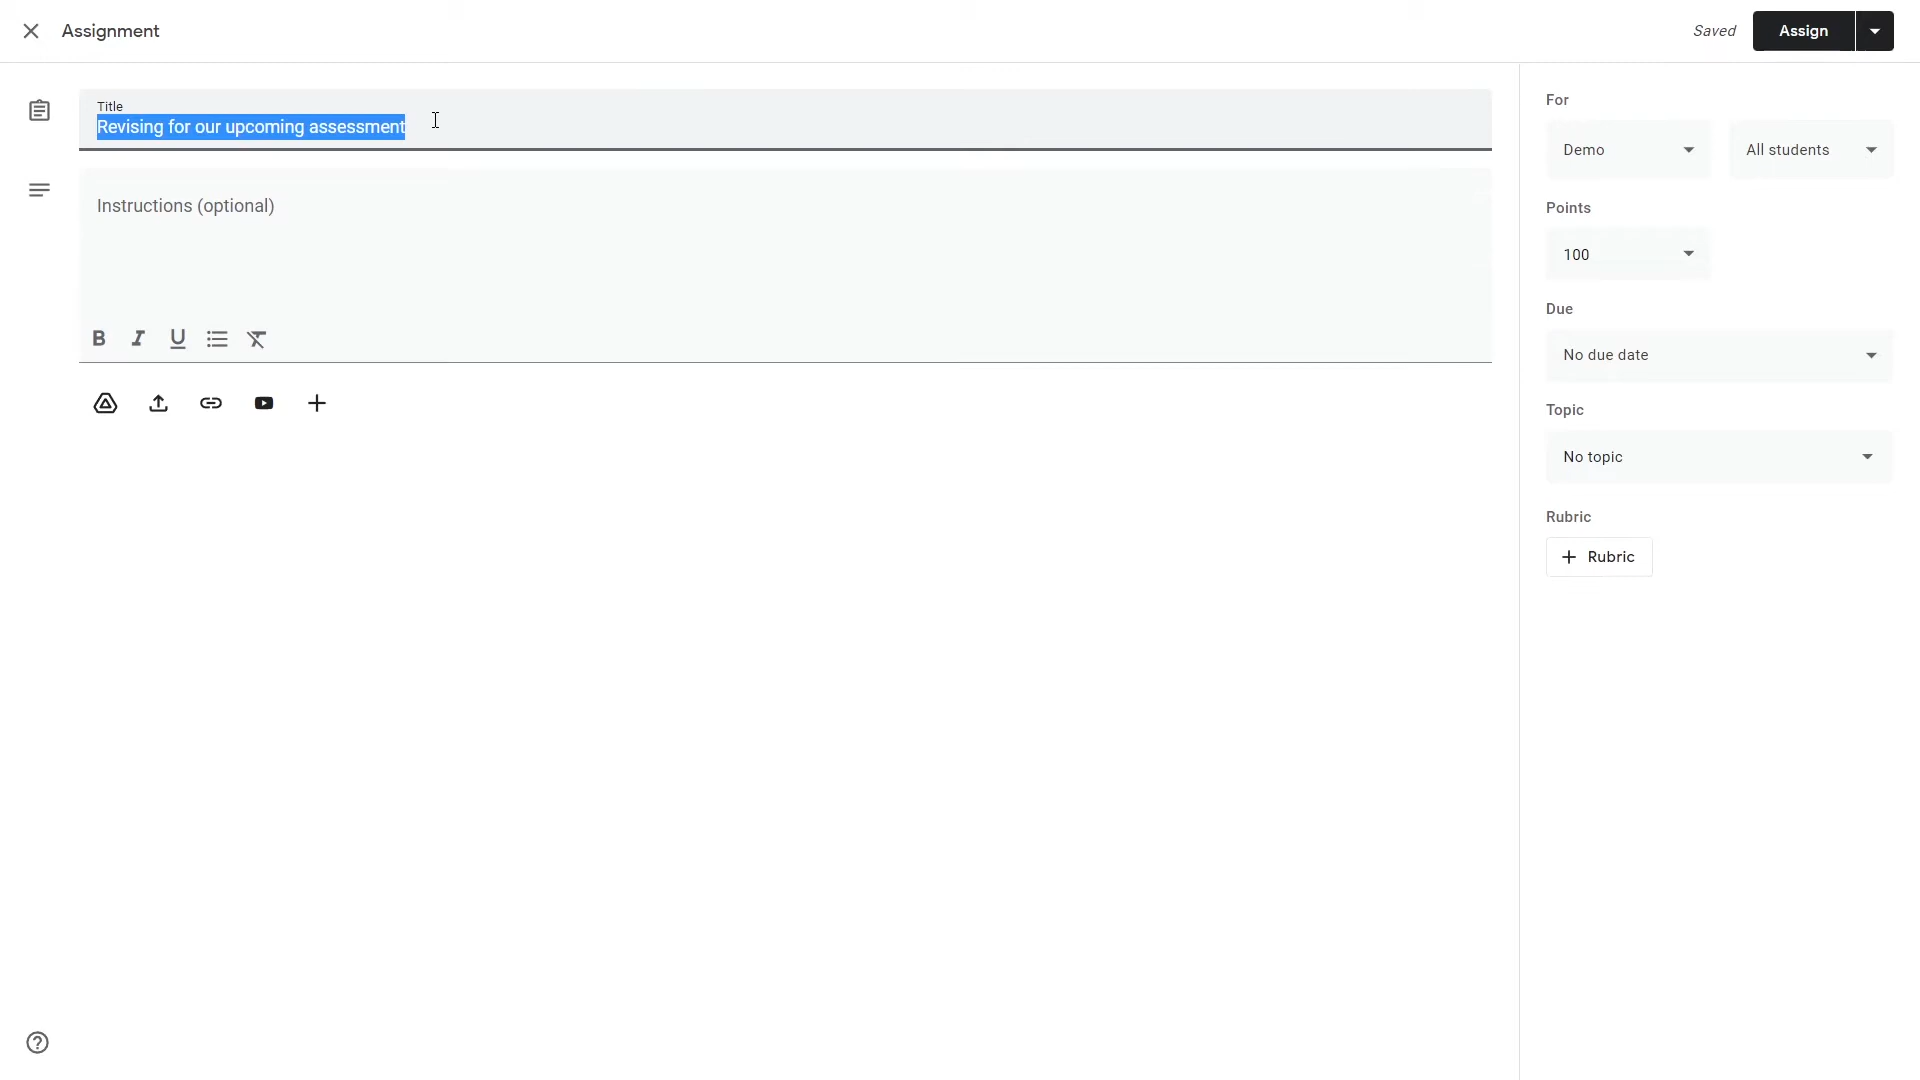 Assignment
Saved
Assign
Title
Revising for our upcoming assessment
Instructions (optional)
For
Demo
All students
Points
100
Due
No due date
Topic
No topic
Rubric
Rubric